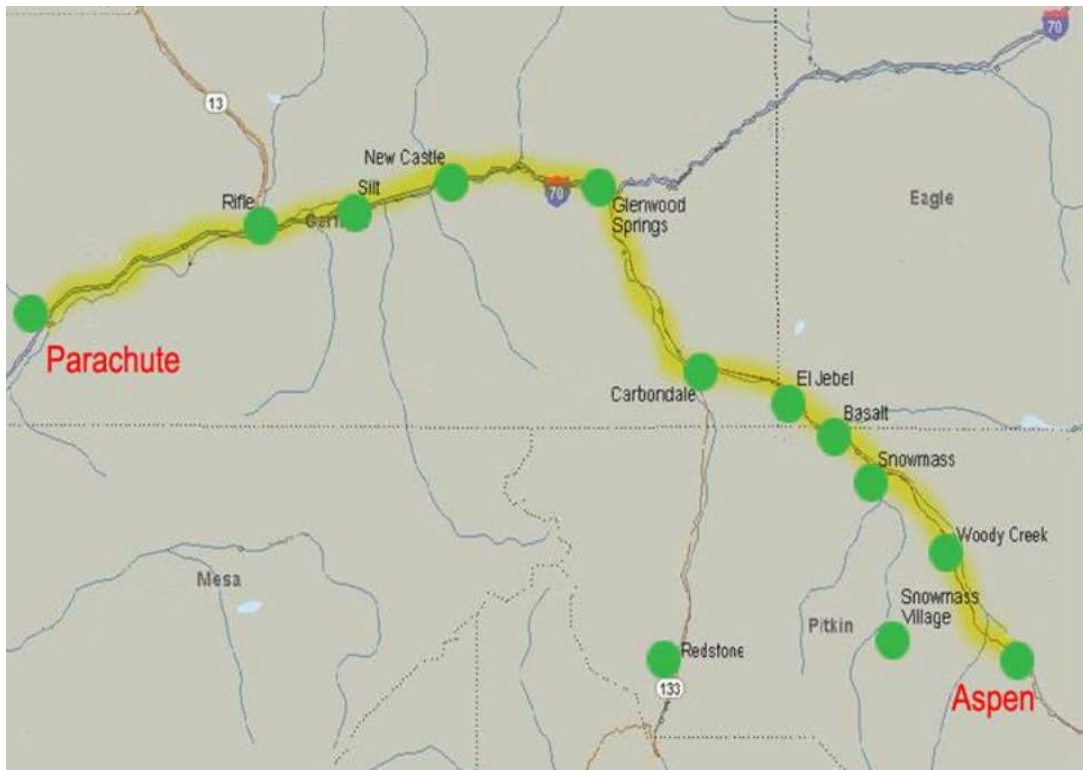 70
13
New Castle
Silt
Rifle
70
Glenwood
Springs
Eagle
Parachute
El Jebel
Carbondale
Basalt
Snowmass
Woody Creek
Mesa
Snowmass
Village
Pitkin
Redstone
133
Aspen